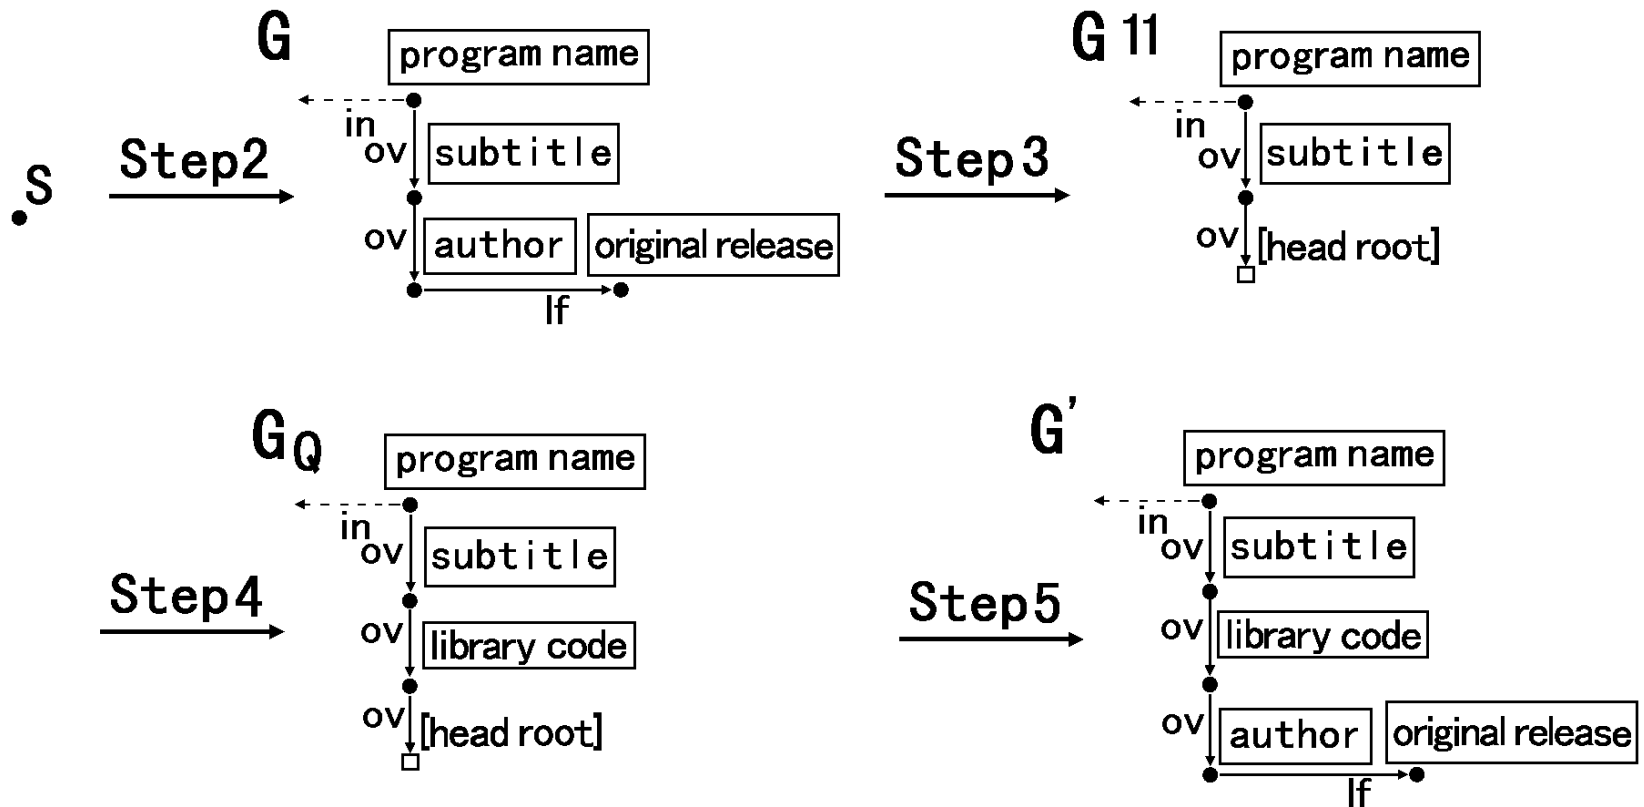 S
Step2
G
program name
in
ov
subtitle
ov
author
original release
lf
Step3
G 11
program name
in
ov
subtitle
ov
[head root]
Step4
GQ
program name
in
ov
subtitle
ov
library code
ov
[head root]
Step5
G'
program name
in
ov
subtitle
ov
library code
ov
author
original release
lf